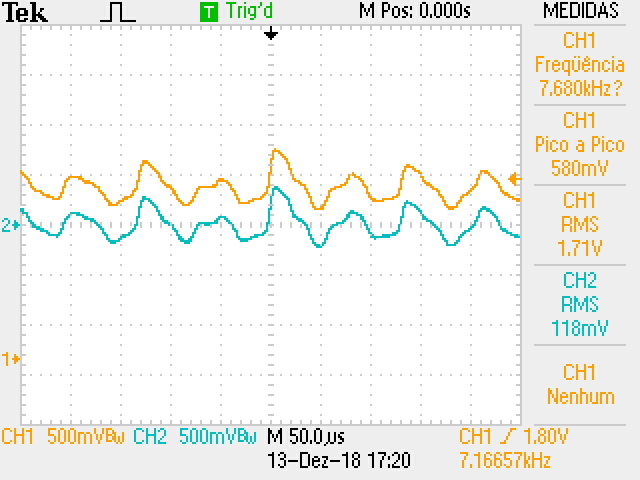 Tek T Trig'd M Pos: 0.000s MEDIDAS
CH1
Freqüência
7.680kHz?
CH1
Pico a Pico
580mV
CH1
RMS
1.71V
2
CH2
RMS
118mV
1
CH1
Nenhum
CH1 500mVBw CH2 500mVBw M 50.0µs CH1 1.80V
13-Dez-18 17:20 7.16657kHz